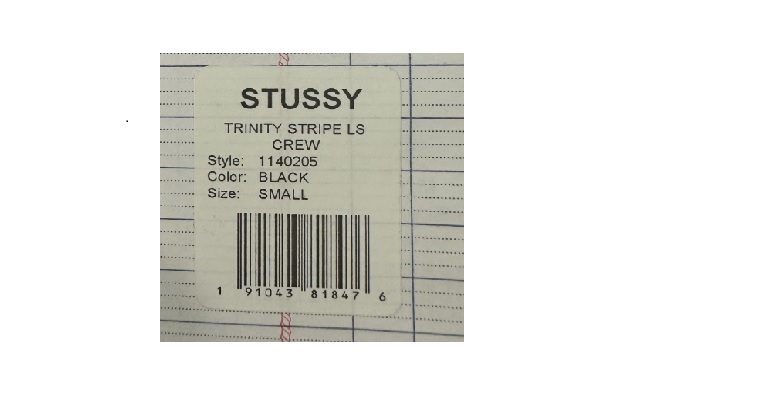 STUSSY
TRINITY STRIPE LS
CREW
Style: 1140205
Color: BLACK
Size: SMALL
1 91043 81847 6